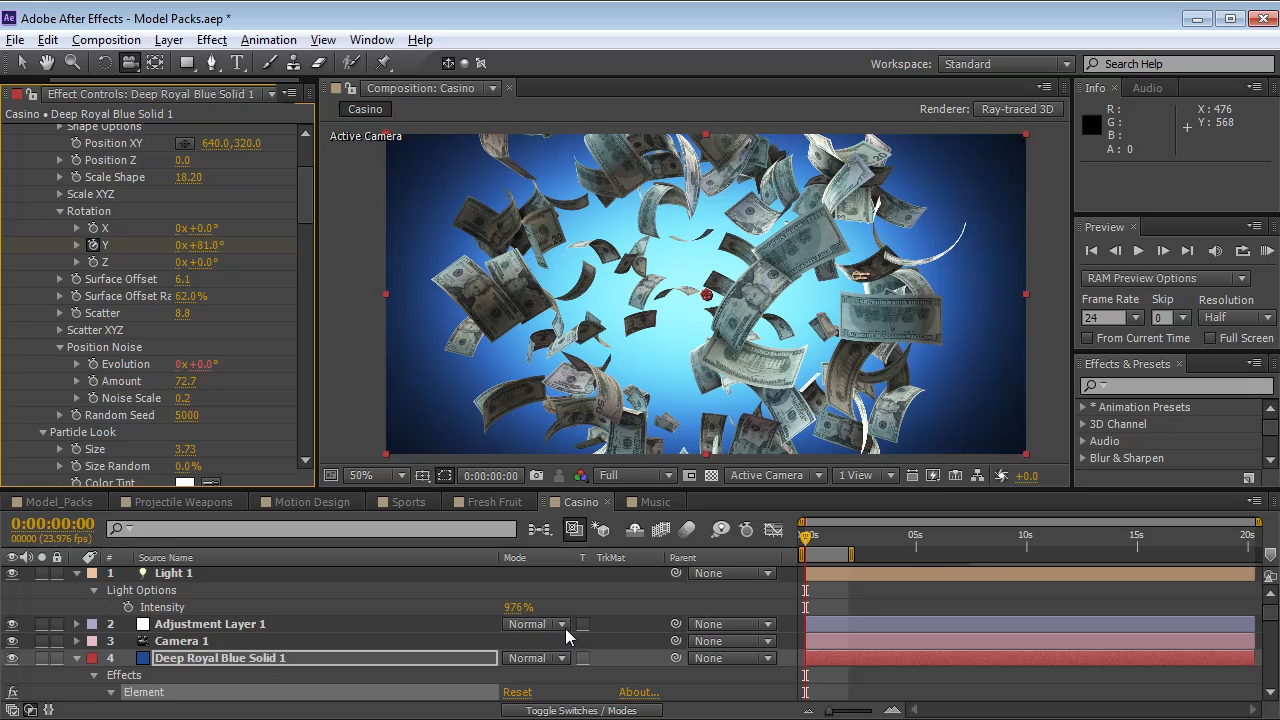 Adobe After Effects - Model Packs.aep *
File Edit Composition Layer Effect Animation View Window Help
Workspace: Standard Search Help
Effect Controls: Deep Royal Blue Solid 1
Casino • Deep Royal Blue Solid 1
Shape Options
Position XY 640.0,320.0
Position Z 0.0
Scale Shape 18.20
Scale XYZ
Rotation
X 0x+0.0°
Y 0x+81.0°
Z 0x+0.0°
Surface Offset 6.1
Surface Offset Ra 62.0%
Scatter 8.8
Scatter XYZ
Position Noise
Evolution 0x+0.0°
Amount 72.7
Noise Scale 0.2
Random Seed 5000
Particle Look
Size 3.73
Size Random 0.0%
Color Tint
Composition: Casino
Casino
Renderer: Ray-traced 3D
Active Camera
50% 0:00:00:00 Full Active Camera 1 View +0.0
Info Audio
R: X: 476
G: Y: 568
B:
A: 0
Preview
RAM Preview Options
Frame Rate Skip Resolution
24 0 Half
From Current Time Full Screen
Effects & Presets
* Animation Presets
3D Channel
Audio
Blur & Sharpen
Model_Packs Projectile Weapons Motion Design Sports Fresh Fruit Casino Music
0:00:00:00
00000 (23.976 fps)
05s 10s 15s 20s
# Source Name Mode T TrkMat Parent
1 Light 1 None
Light Options
Intensity 976%
2 Adjustment Layer 1 Normal None
3 Camera 1 None
4 Deep Royal Blue Solid 1 Normal None
Effects
fx Element Reset About...
Toggle Switches / Modes